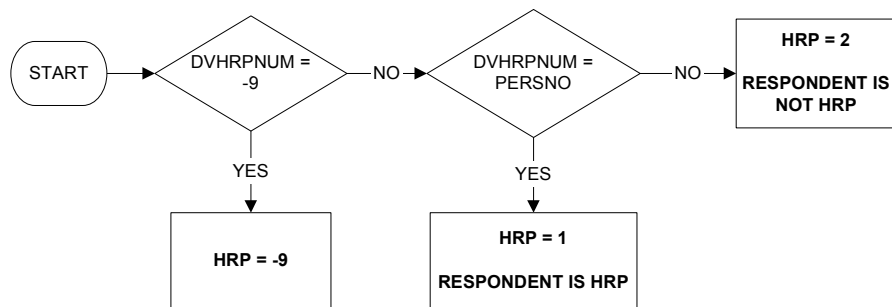 START
DVHRPNUM =
-9
NO
DVHRPNUM =
PERSNO
NO
HRP = 2
RESPONDENT IS
NOT HRP
YES
YES
HRP = -9
HRP = 1
RESPONDENT IS HRP